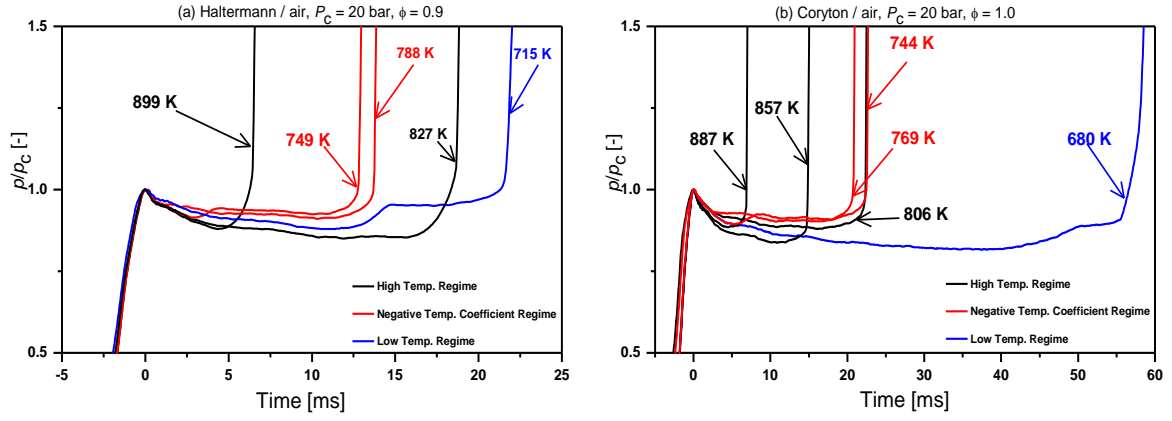 (a) Haltermann / air, PC = 20 bar, ϕ = 0.9
1.5
1.0
0.5
p/pC [-]
899 K
749 K
788 K
827 K
715 K
High Temp. Regime
Negative Temp. Coefficient Regime
Low Temp. Regime
-5 0 5 10 15 20 25
Time [ms]
(b) Coryton / air, PC = 20 bar, ϕ = 1.0
1.5
1.0
0.5
p/pC [-]
887 K
857 K
744 K
769 K
806 K
680 K
High Temp. Regime
Negative Temp. Coefficient Regime
Low Temp. Regime
0 10 20 30 40 50 60
Time [ms]